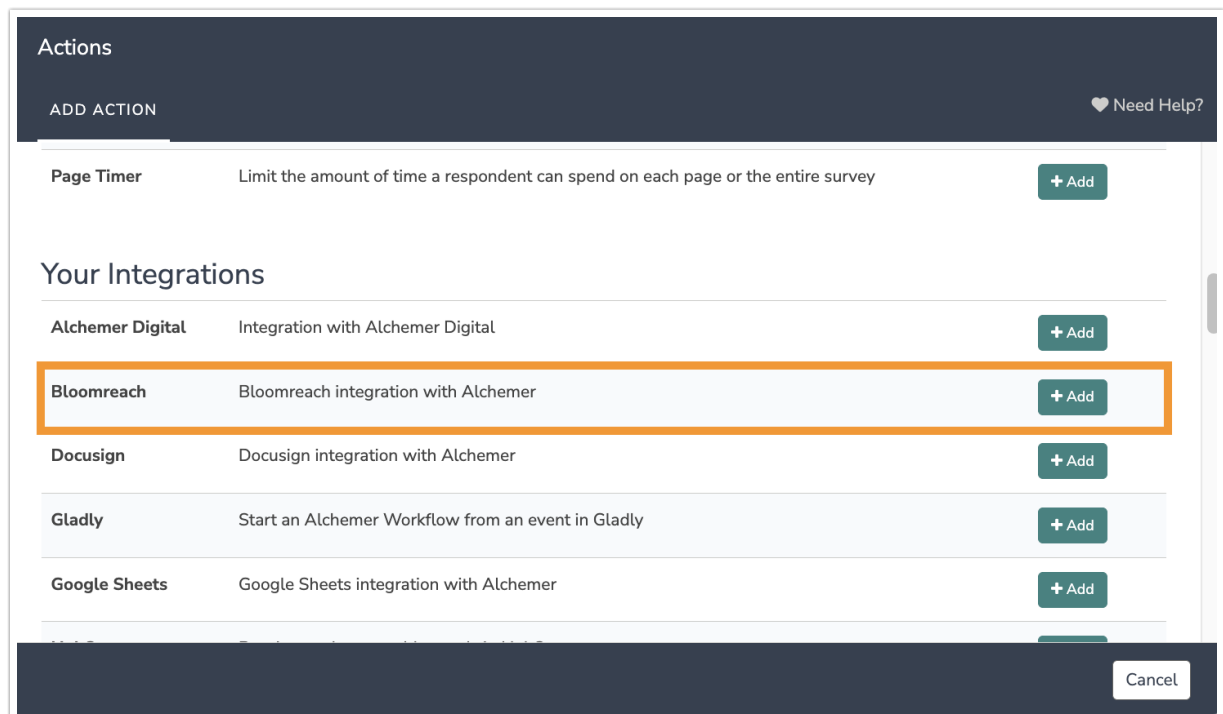 Actions
ADD ACTION
Need Help?
Page Timer Limit the amount of time a respondent can spend on each page or the entire survey + Add
Your Integrations
Alchemer Digital Integration with Alchemer Digital + Add
Bloomreach Bloomreach integration with Alchemer + Add
Docusign Docusign integration with Alchemer + Add
Gladly Start an Alchemer Workflow from an event in Gladly + Add
Google Sheets Google Sheets integration with Alchemer + Add
Cancel